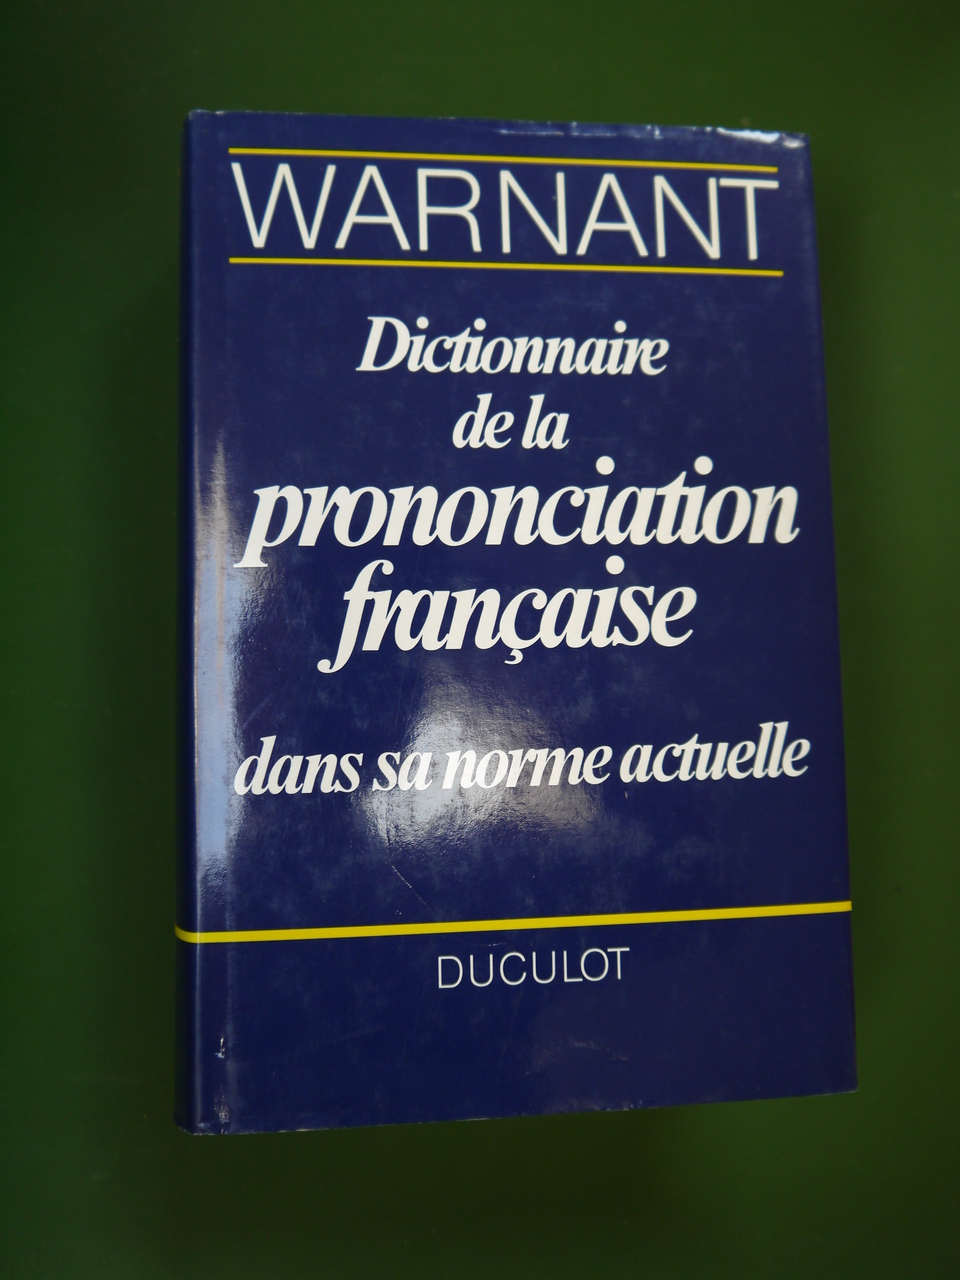 WARNANT
Dictionnaire
de la
prononciation
française
dans sa norme actuelle
DUCULOT